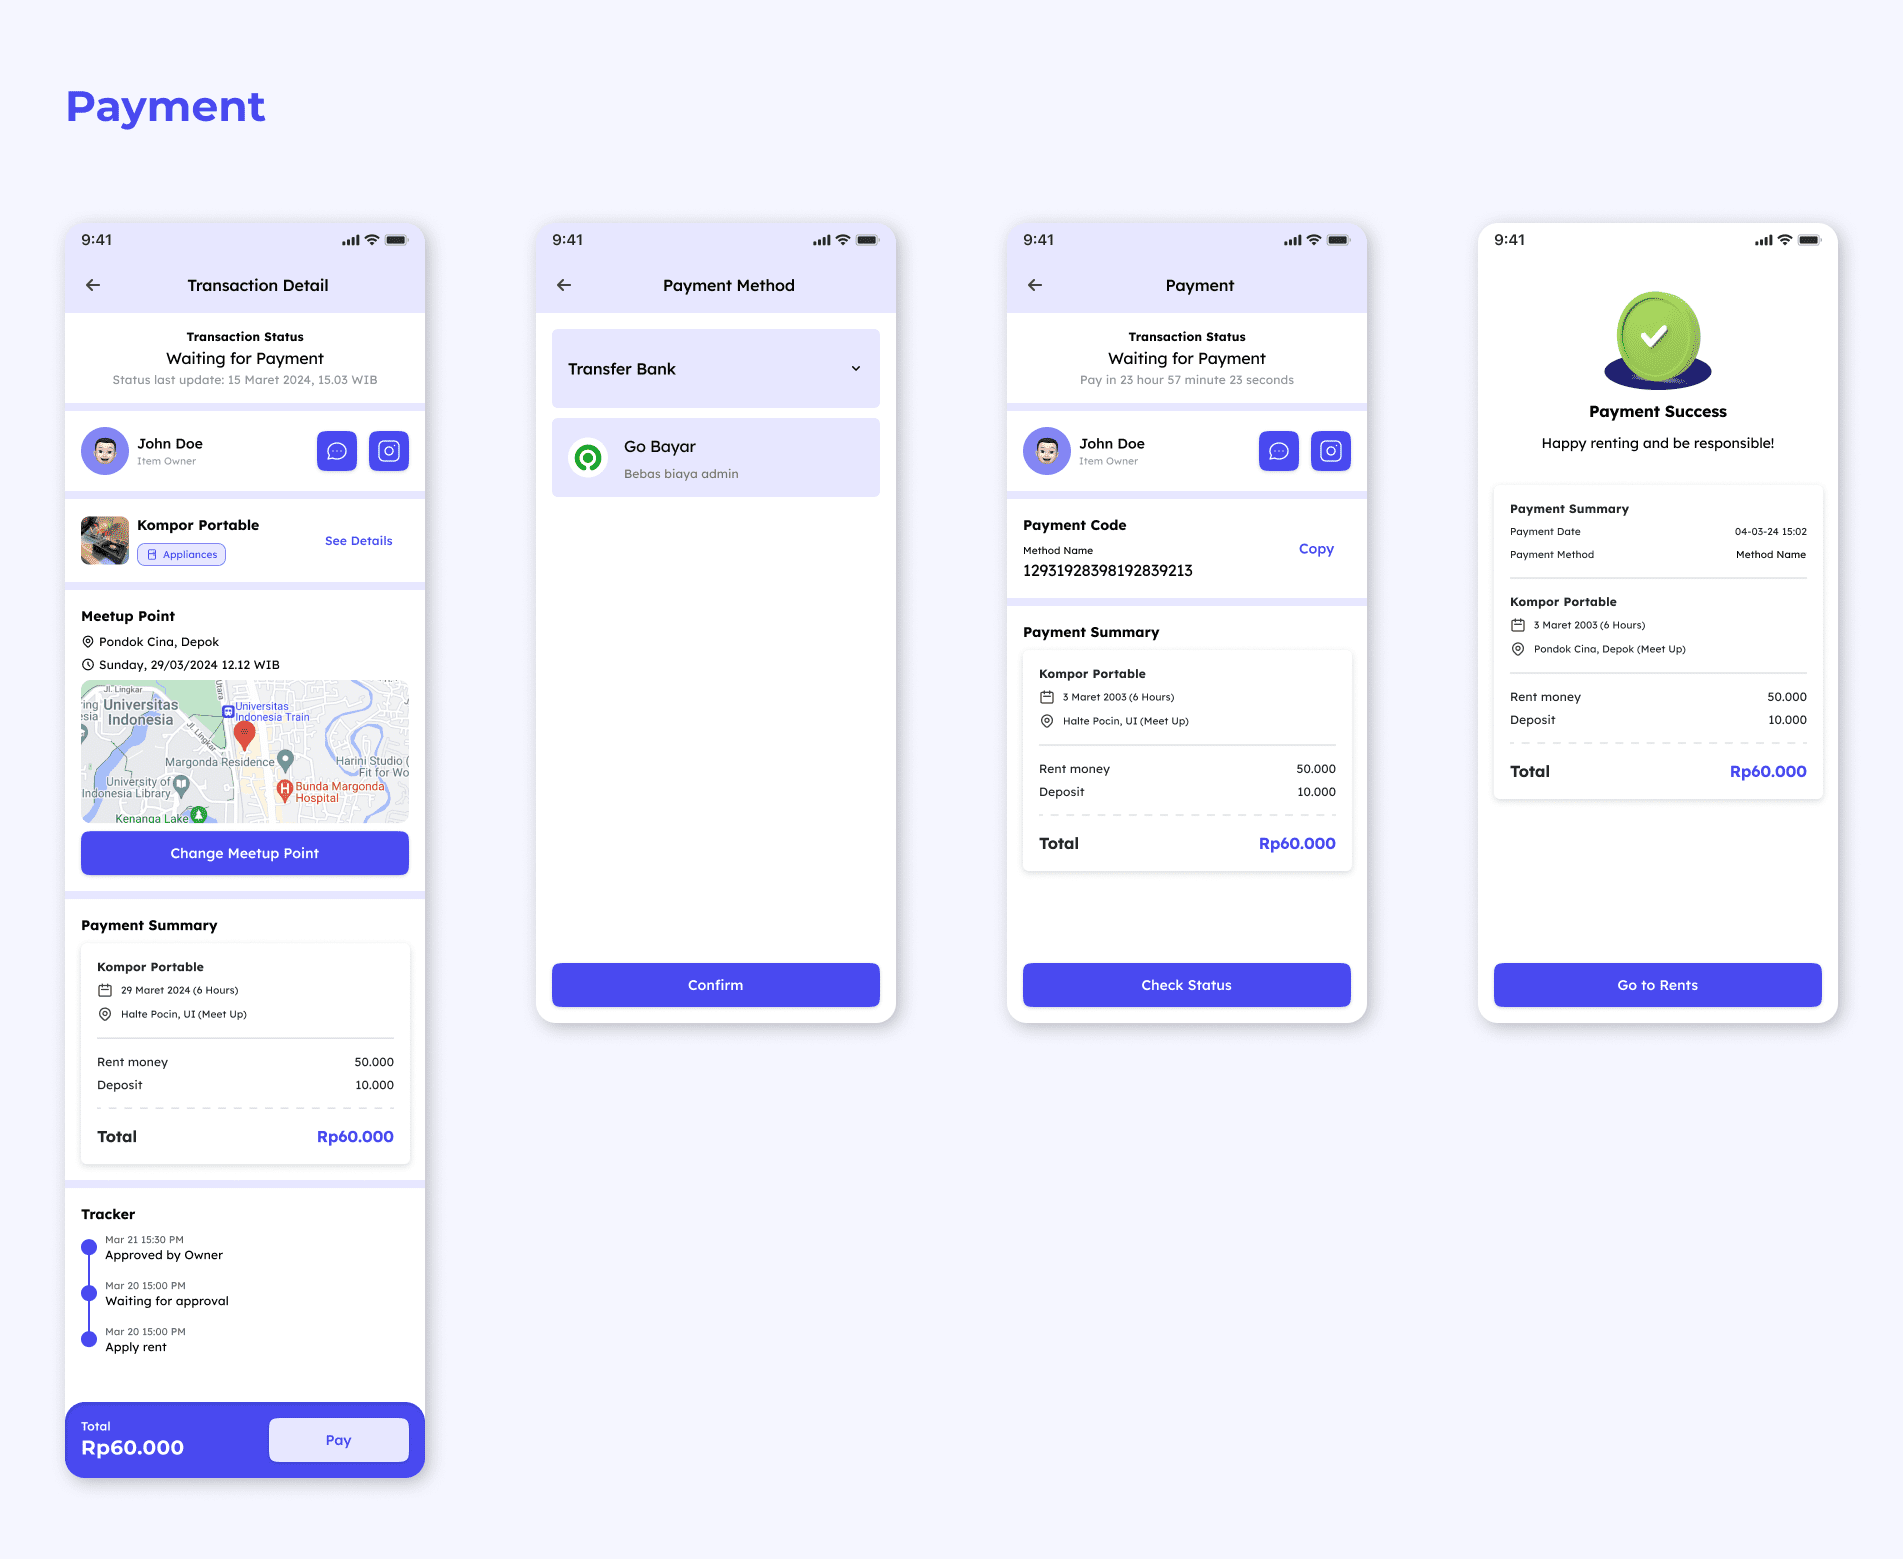 Payment
9:41
Transaction Detail
Transaction Status
Waiting for Payment
Status last update: 15 Maret 2024, 15.03 WIB
John Doe
Item Owner
Kompor Portable
Appliances
See Details
Meetup Point
Pondok Cina, Depok
Sunday, 29/03/2024 12.12 WIB
Jl. Lingkar
Utara
ing Universitas
esia Indonesia
Universitas
Indonesia Train
Jl. Lingkar
Margonda Residence
Harini Studio (
Fit for Wo
University of
Indonesia Library
Bunda Margonda
Hospital
Kenanga Lake
Change Meetup Point
Payment Summary
Kompor Portable
29 Maret 2024 (6 Hours)
Halte Pocin, UI (Meet Up)
Rent money 50.000
Deposit 10.000
Total Rp60.000
Tracker
Mar 21 15:30 PM
Approved by Owner
Mar 20 15:00 PM
Waiting for approval
Mar 20 15:00 PM
Apply rent
Total
Rp60.000
Pay
9:41
Payment Method
Transfer Bank
Go Bayar
Bebas biaya admin
Confirm
9:41
Payment
Transaction Status
Waiting for Payment
Pay in 23 hour 57 minute 23 seconds
John Doe
Item Owner
Payment Code
Method Name
12931928398192839213
Copy
Payment Summary
Kompor Portable
3 Maret 2003 (6 Hours)
Halte Pocin, UI (Meet Up)
Rent money 50.000
Deposit 10.000
Total Rp60.000
Check Status
9:41
Payment Success
Happy renting and be responsible!
Payment Summary
Payment Date 04-03-24 15:02
Payment Method Method Name
Kompor Portable
3 Maret 2003 (6 Hours)
Pondok Cina, Depok (Meet Up)
Rent money 50.000
Deposit 10.000
Total Rp60.000
Go to Rents